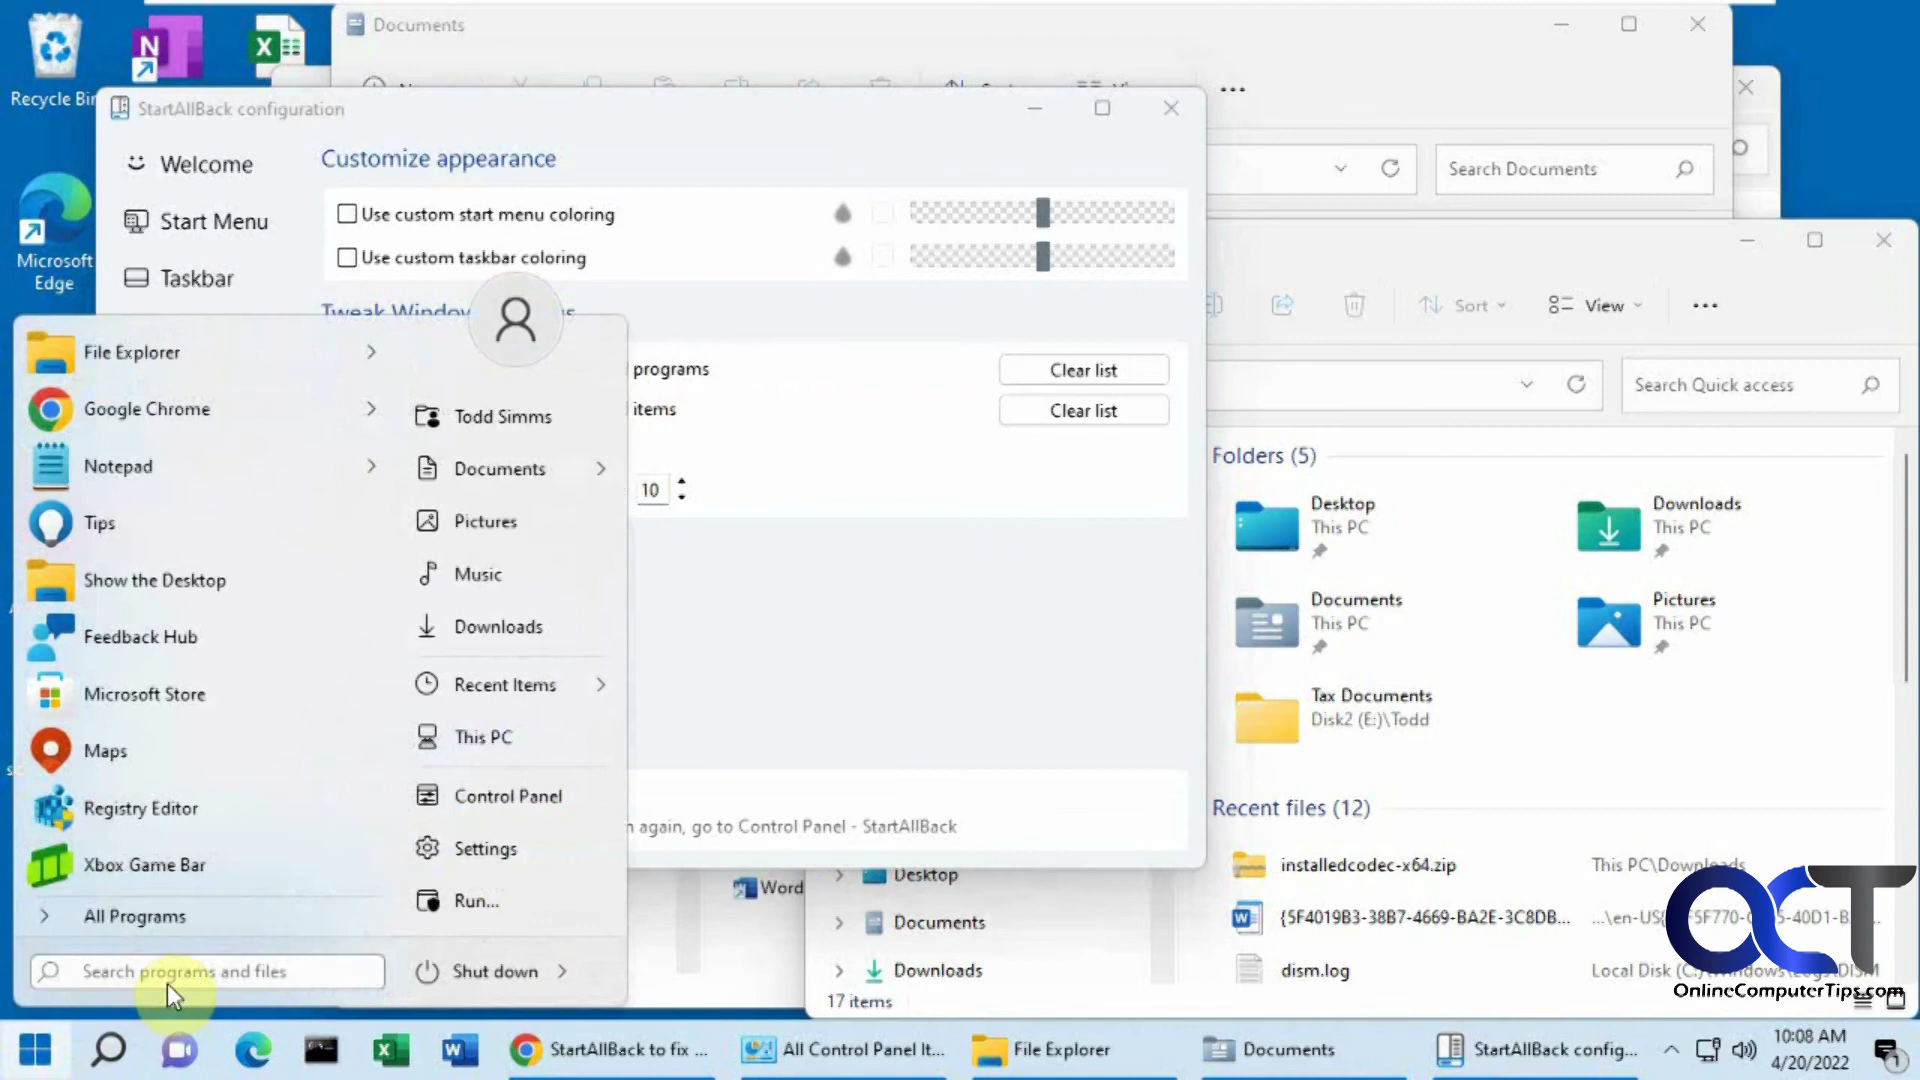 Documents
Recycle Bin
N
X
StartAllBack configuration
Welcome
Start Menu
Taskbar
Customize appearance
Use custom start menu coloring
Use custom taskbar coloring
Tweak Window
Search Documents
Microsoft
Edge
File Explorer
Google Chrome
Notepad
Tips
Show the Desktop
Feedback Hub
Microsoft Store
Maps
Registry Editor
Xbox Game Bar
All Programs
Search programs and files
Todd Simms
Documents
Pictures
Music
Downloads
Recent Items
This PC
Control Panel
Settings
Run...
Shut down
programs
Clear list
items
Clear list
10
again, go to Control Panel - StartAllBack
Word
Desktop
Documents
Downloads
17 items
Sort
View
Search Quick access
Folders (5)
Desktop
This PC
Downloads
This PC
Documents
This PC
Pictures
This PC
Tax Documents
Disk2 (E:)\Todd
Recent files (12)
installedcodec-x64.zip
This PC\Downloads
{5F4019B3-38B7-4669-BA2E-3C8DB...
dism.log
OCT
OnlineComputerTips.com
StartAllBack to fix ...
All Control Panel It...
File Explorer
Documents
StartAllBack config...
10:08 AM
4/20/2022
1